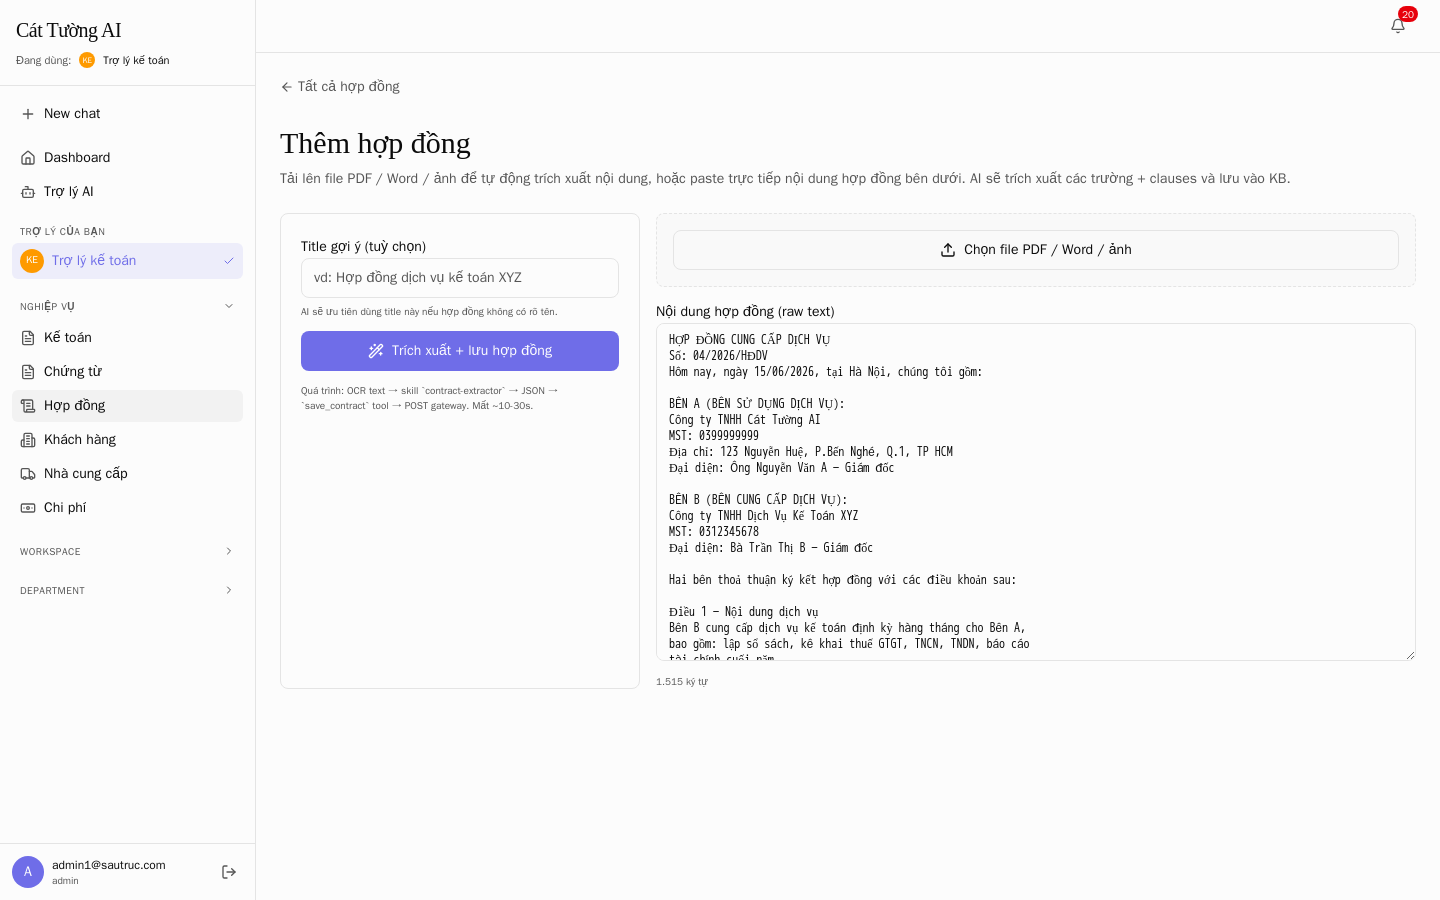 Cát Tường AI
Đang dùng: KE Trợ lý kế toán
New chat
Dashboard
Trợ lý AI
TRỢ LÝ CỦA BẠN
KE Trợ lý kế toán
NGHIỆP VỤ
Kế toán
Chứng từ
Hợp đồng
Khách hàng
Nhà cung cấp
Chi phí
WORKSPACE
DEPARTMENT
A
admin1@sautruc.com
admin
20
Tất cả hợp đồng
Thêm hợp đồng
Tải lên file PDF / Word / ảnh để tự động trích xuất nội dung, hoặc paste trực tiếp nội dung hợp đồng bên dưới. AI sẽ trích xuất các trường + clauses và lưu vào KB.
Title gợi ý (tuỳ chọn)
vd: Hợp đồng dịch vụ kế toán XYZ
AI sẽ ưu tiên dùng title này nếu hợp đồng không có rõ tên.
Trích xuất + lưu hợp đồng
Quá trình: OCR text → skill `contract-extractor` → JSON →
`save_contract` tool → POST gateway. Mất ~10-30s.
Chọn file PDF / Word / ảnh
Nội dung hợp đồng (raw text)
HỢP ĐỒNG CUNG CẤP DỊCH VỤ
Số: 04/2026/HĐDV
Hôm nay, ngày 15/06/2026, tại Hà Nội, chúng tôi gồm:
BÊN A (BÊN SỬ DỤNG DỊCH VỤ):
Công ty TNHH Cát Tường AI
MST: 0399999999
Địa chỉ: 123 Nguyễn Huệ, P.Bến Nghé, Q.1, TP HCM
Đại diện: Ông Nguyễn Văn A — Giám đốc
BÊN B (BÊN CUNG CẤP DỊCH VỤ):
Công ty TNHH Dịch Vụ Kế Toán XYZ
MST: 0312345678
Đại diện: Bà Trần Thị B — Giám đốc
Hai bên thoả thuận ký kết hợp đồng với các điều khoản sau:
Điều 1 — Nội dung dịch vụ
Bên B cung cấp dịch vụ kế toán định kỳ hàng tháng cho Bên A,
bao gồm: lập sổ sách, kê khai thuế GTGT, TNCN, TNDN, báo cáo
tài chính cuối năm.
1.515 ký tự